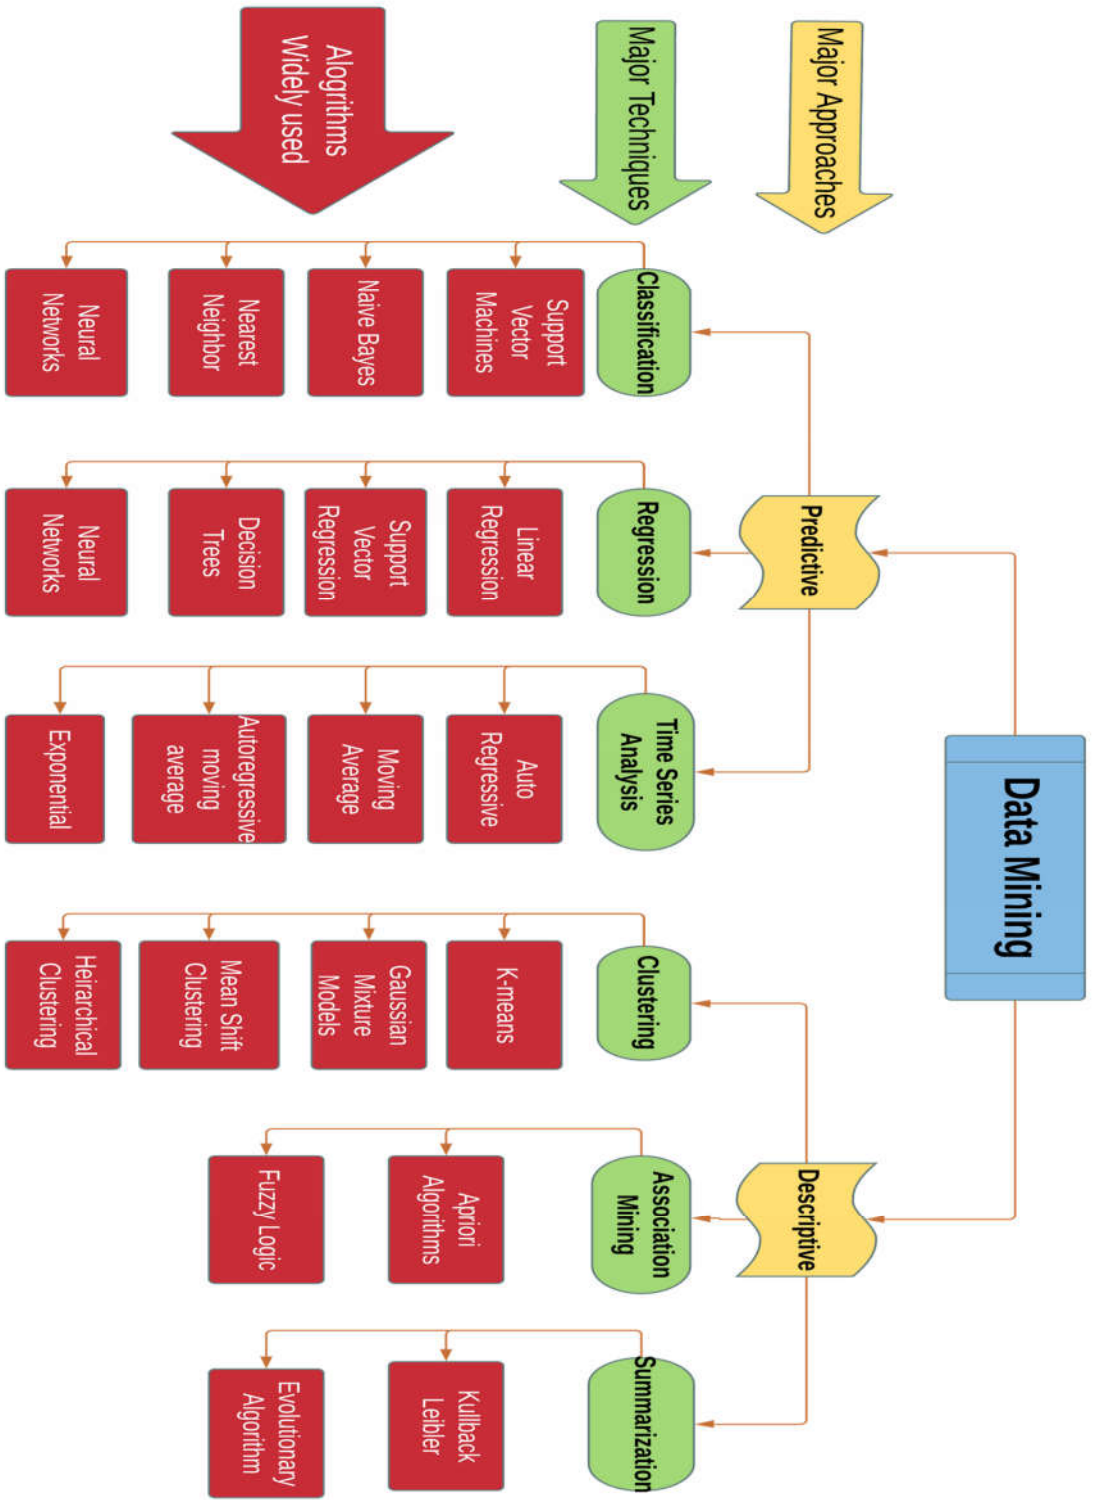 Data Mining
Major Approaches
Predictive
Descriptive
Major Techniques
Classification
Regression
Time Series
Analysis
Clustering
Association
Mining
Summarization
Alogrithms
Widely used
Support
Vector
Machines
Naive Bayes
Nearest
Neighbor
Neural
Networks
Linear
Regression
Support
Vector
Regression
Decision
Trees
Neural
Networks
Auto
Regressive
Moving
Average
Autoregressive
moving
average
Exponential
K-means
Gaussian
Mixture
Models
Mean Shift
Clustering
Heirarchical
Clustering
Apriori
Algorithms
Fuzzy Logic
Kullback
Leibler
Evolutionary
Algorithm